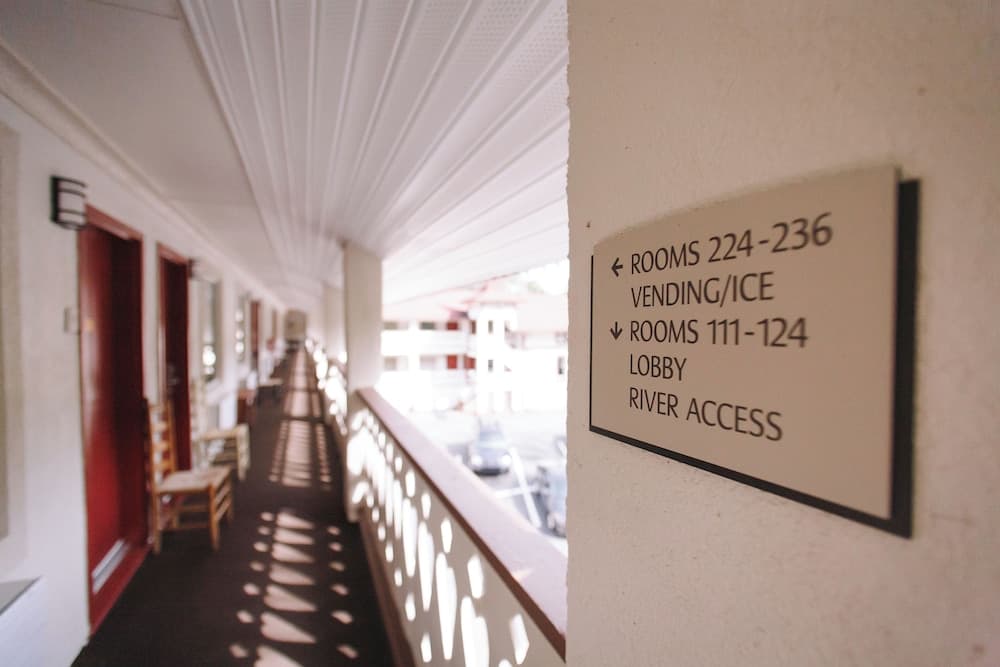 ← ROOMS 224-236
VENDING/ICE
↓ ROOMS 111-124
LOBBY
RIVER ACCESS